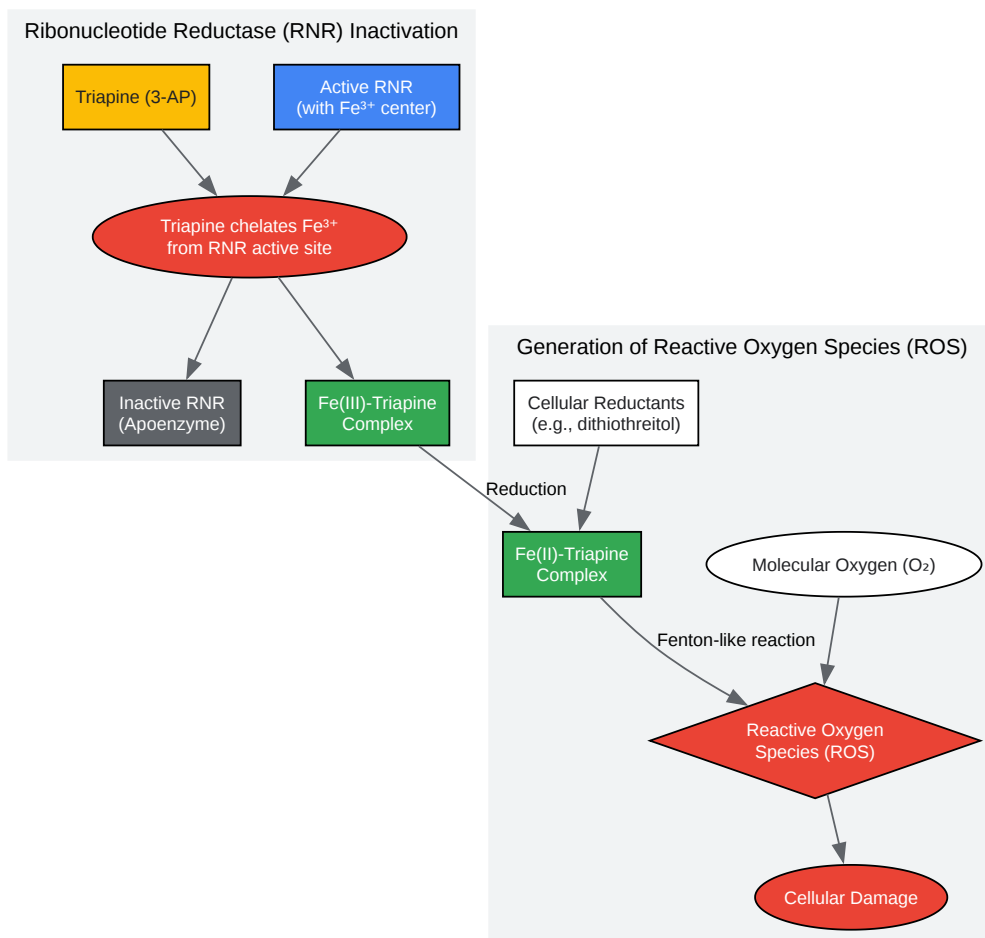 Ribonucleotide Reductase (RNR) Inactivation
Triapine (3-AP)
Active RNR
(with Fe³⁺ center)
Triapine chelates Fe³⁺
from RNR active site
Inactive RNR
(Apoenzyme)
Fe(III)-Triapine
Complex
Generation of Reactive Oxygen Species (ROS)
Cellular Reductants
(e.g., dithiothreitol)
Reduction
Fe(II)-Triapine
Complex
Molecular Oxygen (O₂)
Fenton-like reaction
Reactive Oxygen
Species (ROS)
Cellular Damage